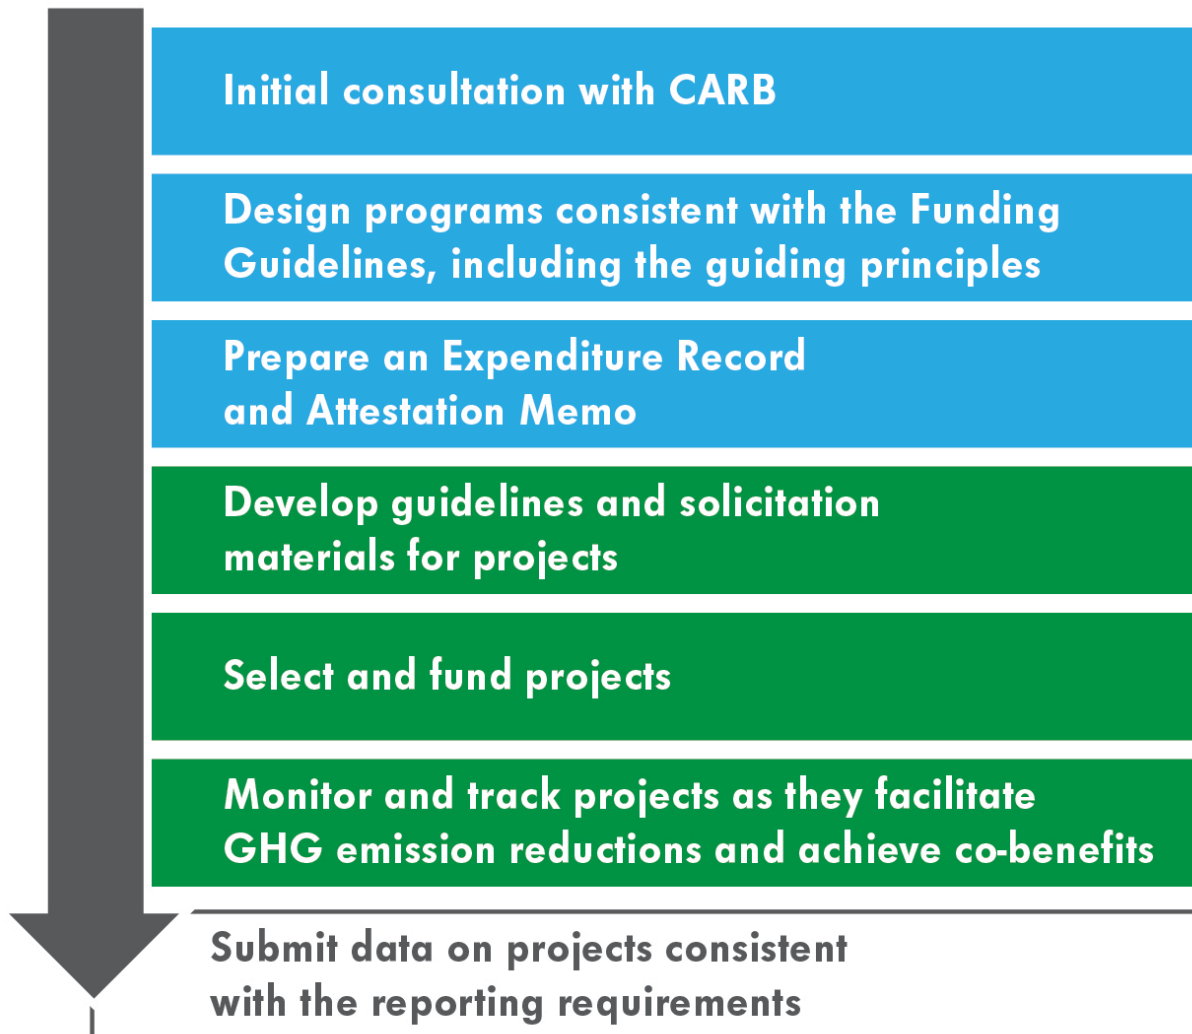 Initial consultation with CARB
Design programs consistent with the Funding
Guidelines, including the guiding principles
Prepare an Expenditure Record
and Attestation Memo
Develop guidelines and solicitation
materials for projects
Select and fund projects
Monitor and track projects as they facilitate
GHG emission reductions and achieve co-benefits
Submit data on projects consistent
with the reporting requirements